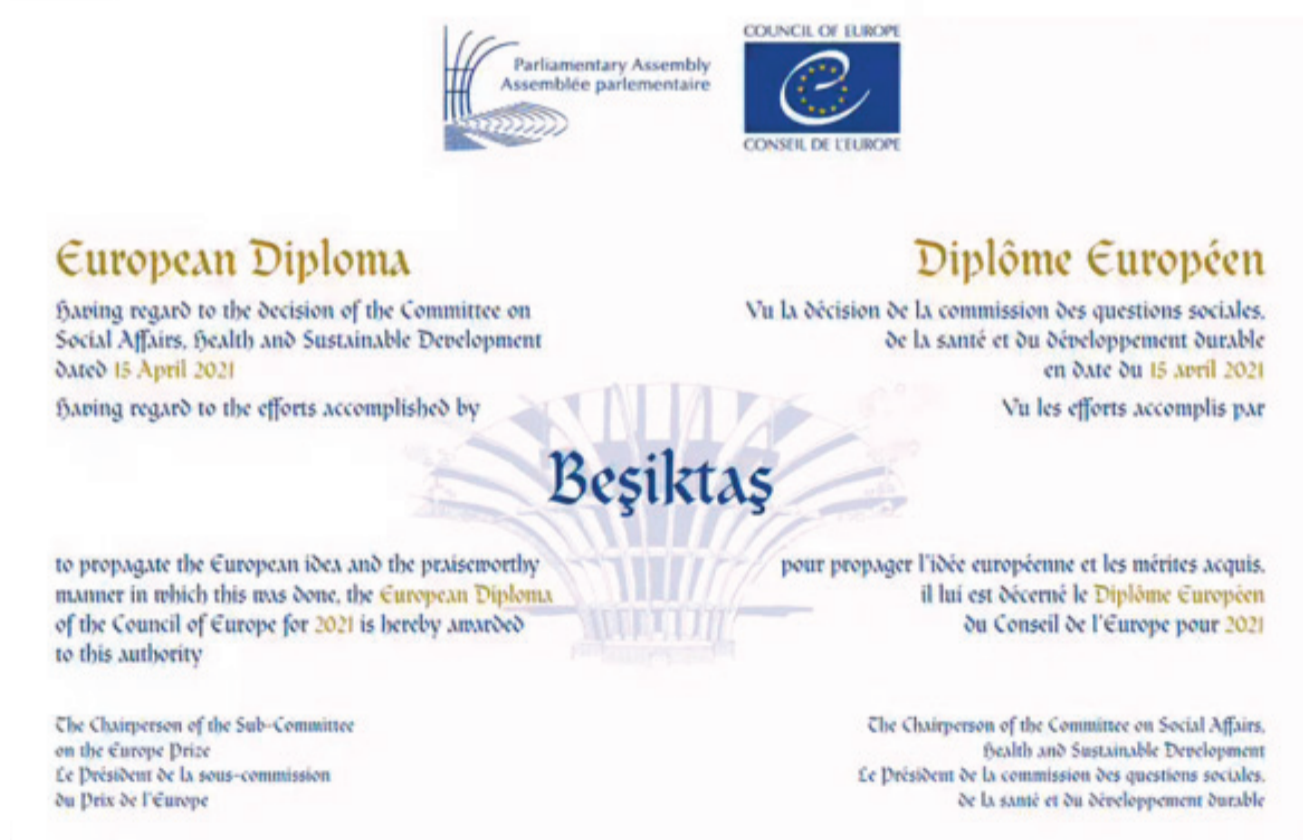 Parliamentary Assembly
Assemblée parlementaire
COUNCIL OF EUROPE
CONSEIL DE L'EUROPE
European Diploma
Having regard to the decision of the Committee on
Social Affairs, Health and Sustainable Development
dated 15 April 2021
Having regard to the efforts accomplished by
Diplôme Européen
Vu la décision de la commission des questions sociales,
de la santé et du développement durable
en date du 15 avril 2021
Vu les efforts accomplis par
Beşiktaş
to propagate the European idea and the praiseworthy
manner in which this was done, the European Diploma
of the Council of Europe for 2021 is hereby awarded
to this authority
pour propager l'idée européenne et les mérites acquis,
il lui est décerné le Diplôme Européen
du Conseil de l'Europe pour 2021
The Chairperson of the Sub-Committee
on the Europe Prize
Le Président de la sous-commission
du Prix de l'Europe
The Chairperson of the Committee on Social Affairs,
Health and Sustainable Development
Le Président de la commission des questions sociales,
de la santé et du développement durable